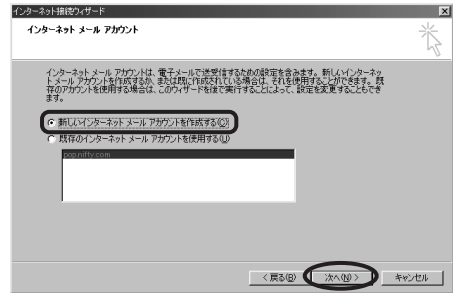 インターネット接続ウィザード
インターネット メール アカウント
インターネット メール アカウントは、電子メールで送受信するための設定を含みます。新しいインターネッ
ト メール アカウントを作成するか、または既に作成されている場合は、それを使用することができます。既
存のアカウントを使用する場合は、このウィザードを後で実行することによって、設定を変更することもでき
ます。
新しいインターネット メール アカウントを作成する(C)
既存のインターネット メール アカウントを使用する(U)
pop.nifty.com
< 戻る(B)
次へ(N) >
キャンセル